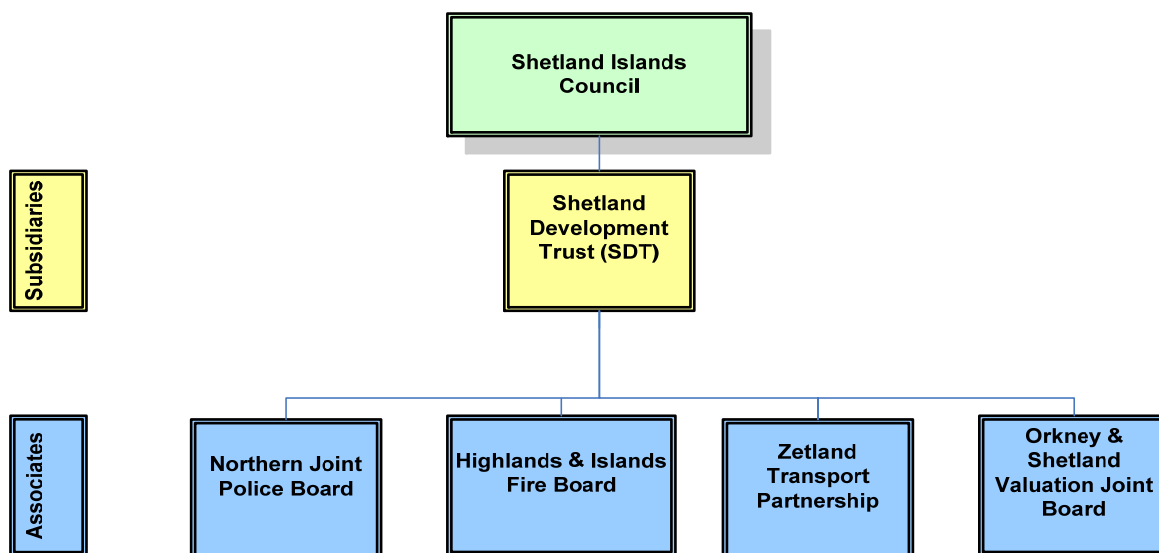 Shetland Islands
Council
Subsidiaries
Shetland
Development
Trust (SDT)
Associates
Northern Joint
Police Board
Highlands & Islands
Fire Board
Zetland
Transport
Partnership
Orkney &
Shetland
Valuation Joint
Board